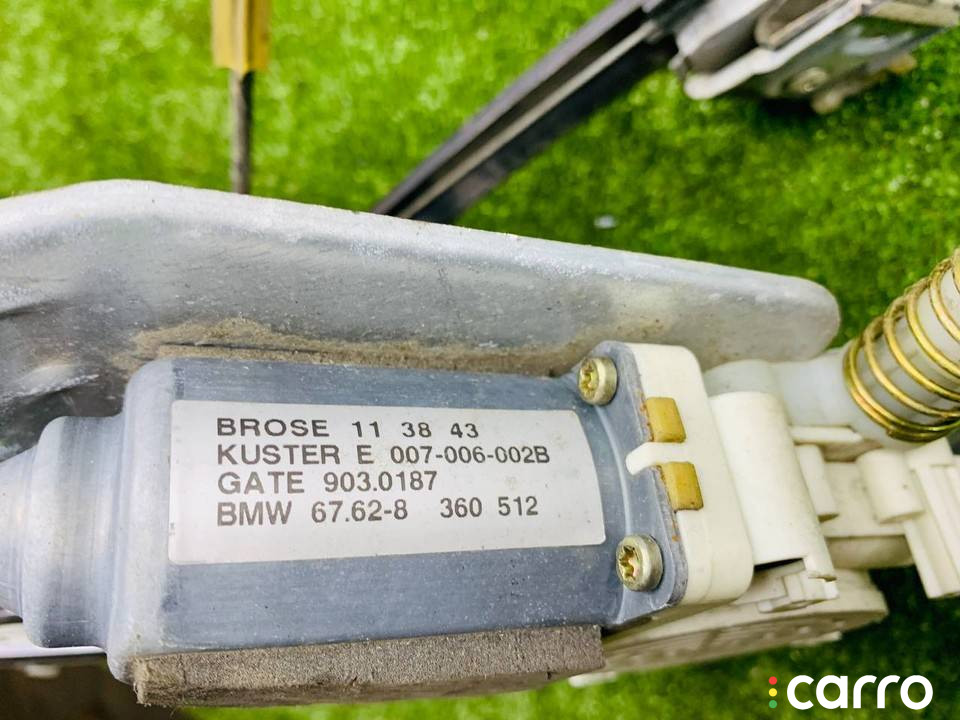 BROSE 11 38 43
KUSTER E 007-006-002B
GATE 903.0187
BMW 67.62-8 360 512
carro